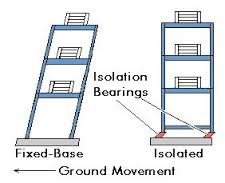 Isolation
Bearings
Fixed-Base
Isolated
Ground Movement